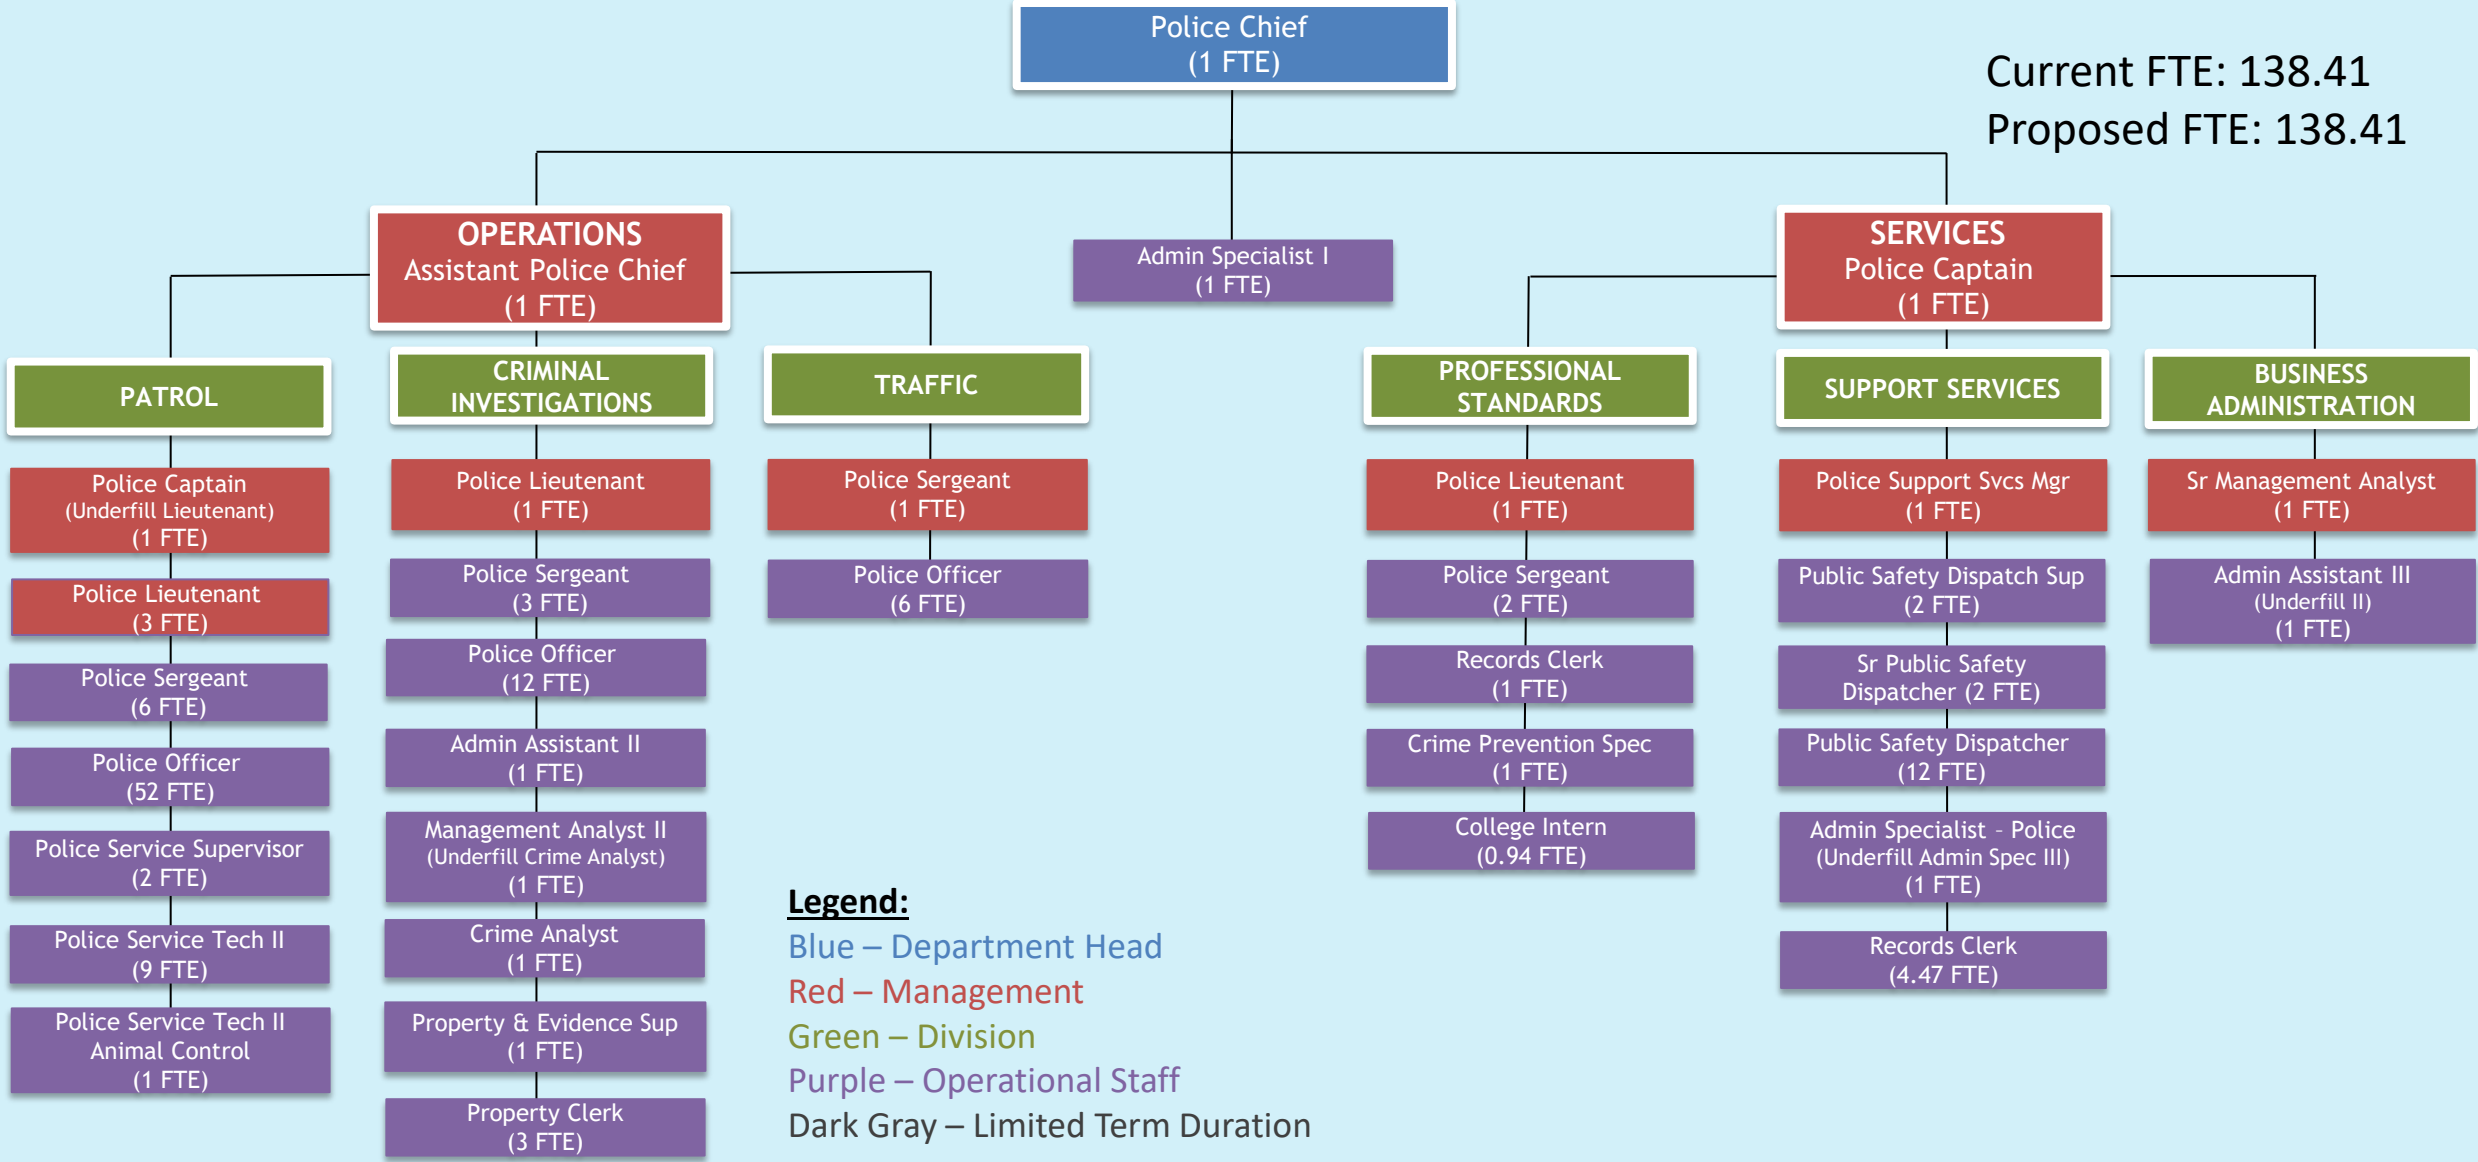 Police Chief
(1 FTE)
Current FTE: 138.41
Proposed FTE: 138.41
OPERATIONS
Assistant Police Chief
(1 FTE)
Admin Specialist I
(1 FTE)
SERVICES
Police Captain
(1 FTE)
PATROL
Police Captain
(Underfill Lieutenant)
(1 FTE)
Police Lieutenant
(3 FTE)
Police Sergeant
(6 FTE)
Police Officer
(52 FTE)
Police Service Supervisor
(2 FTE)
Police Service Tech II
(9 FTE)
Police Service Tech II
Animal Control
(1 FTE)
CRIMINAL
INVESTIGATIONS
Police Lieutenant
(1 FTE)
Police Sergeant
(3 FTE)
Police Officer
(12 FTE)
Admin Assistant II
(1 FTE)
Management Analyst II
(Underfill Crime Analyst)
(1 FTE)
Crime Analyst
(1 FTE)
Property & Evidence Sup
(1 FTE)
Property Clerk
(3 FTE)
TRAFFIC
Police Sergeant
(1 FTE)
Police Officer
(6 FTE)
PROFESSIONAL
STANDARDS
Police Lieutenant
(1 FTE)
Police Sergeant
(2 FTE)
Records Clerk
(1 FTE)
Crime Prevention Spec
(1 FTE)
College Intern
(0.94 FTE)
SUPPORT SERVICES
Police Support Svcs Mgr
(1 FTE)
Public Safety Dispatch Sup
(2 FTE)
Sr Public Safety
Dispatcher (2 FTE)
Public Safety Dispatcher
(12 FTE)
Admin Specialist – Police
(Underfill Admin Spec III)
(1 FTE)
Records Clerk
(4.47 FTE)
BUSINESS
ADMINISTRATION
Sr Management Analyst
(1 FTE)
Admin Assistant III
(Underfill II)
(1 FTE)
Legend:
Blue – Department Head
Red – Management
Green – Division
Purple – Operational Staff
Dark Gray – Limited Term Duration